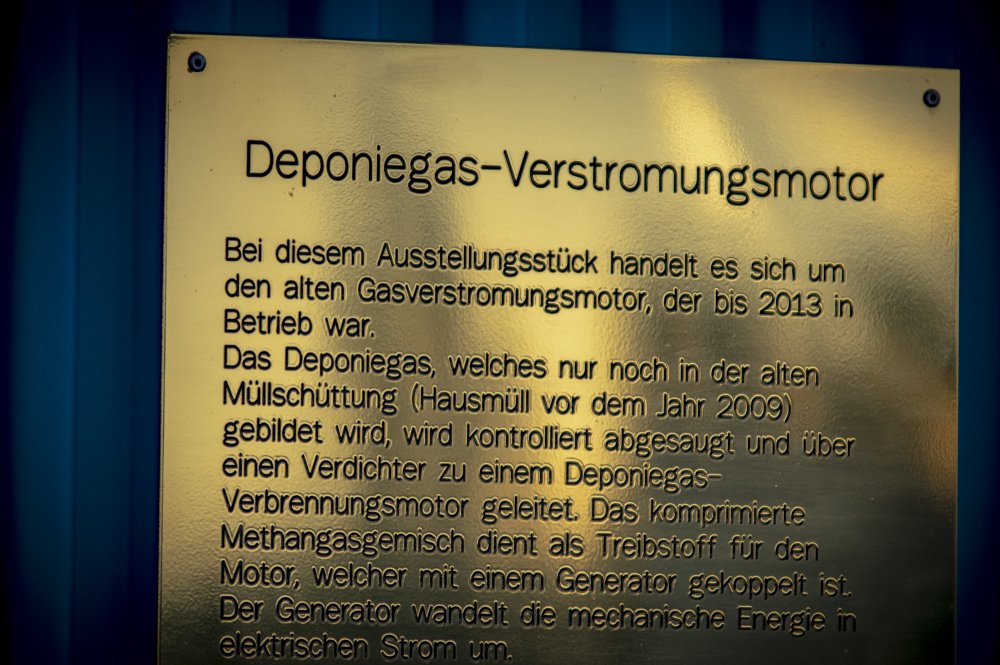 Deponiegas-Verstromungsmotor
Bei diesem Ausstellungsstück handelt es sich um
den alten Gasverstromungsmotor, der bis 2013 in
Betrieb war.
Das Deponiegas, welches nur noch in der alten
Müllschüttung (Hausmüll vor dem Jahr 2009)
gebildet wird, wird kontrolliert abgesaugt und über
einen Verdichter zu einem Deponiegas-
Verbrennungsmotor geleitet. Das komprimierte
Methangasgemisch dient als Treibstoff für den
Motor, welcher mit einem Generator gekoppelt ist.
Der Generator wandelt die mechanische Energie in
elektrischen Strom um.